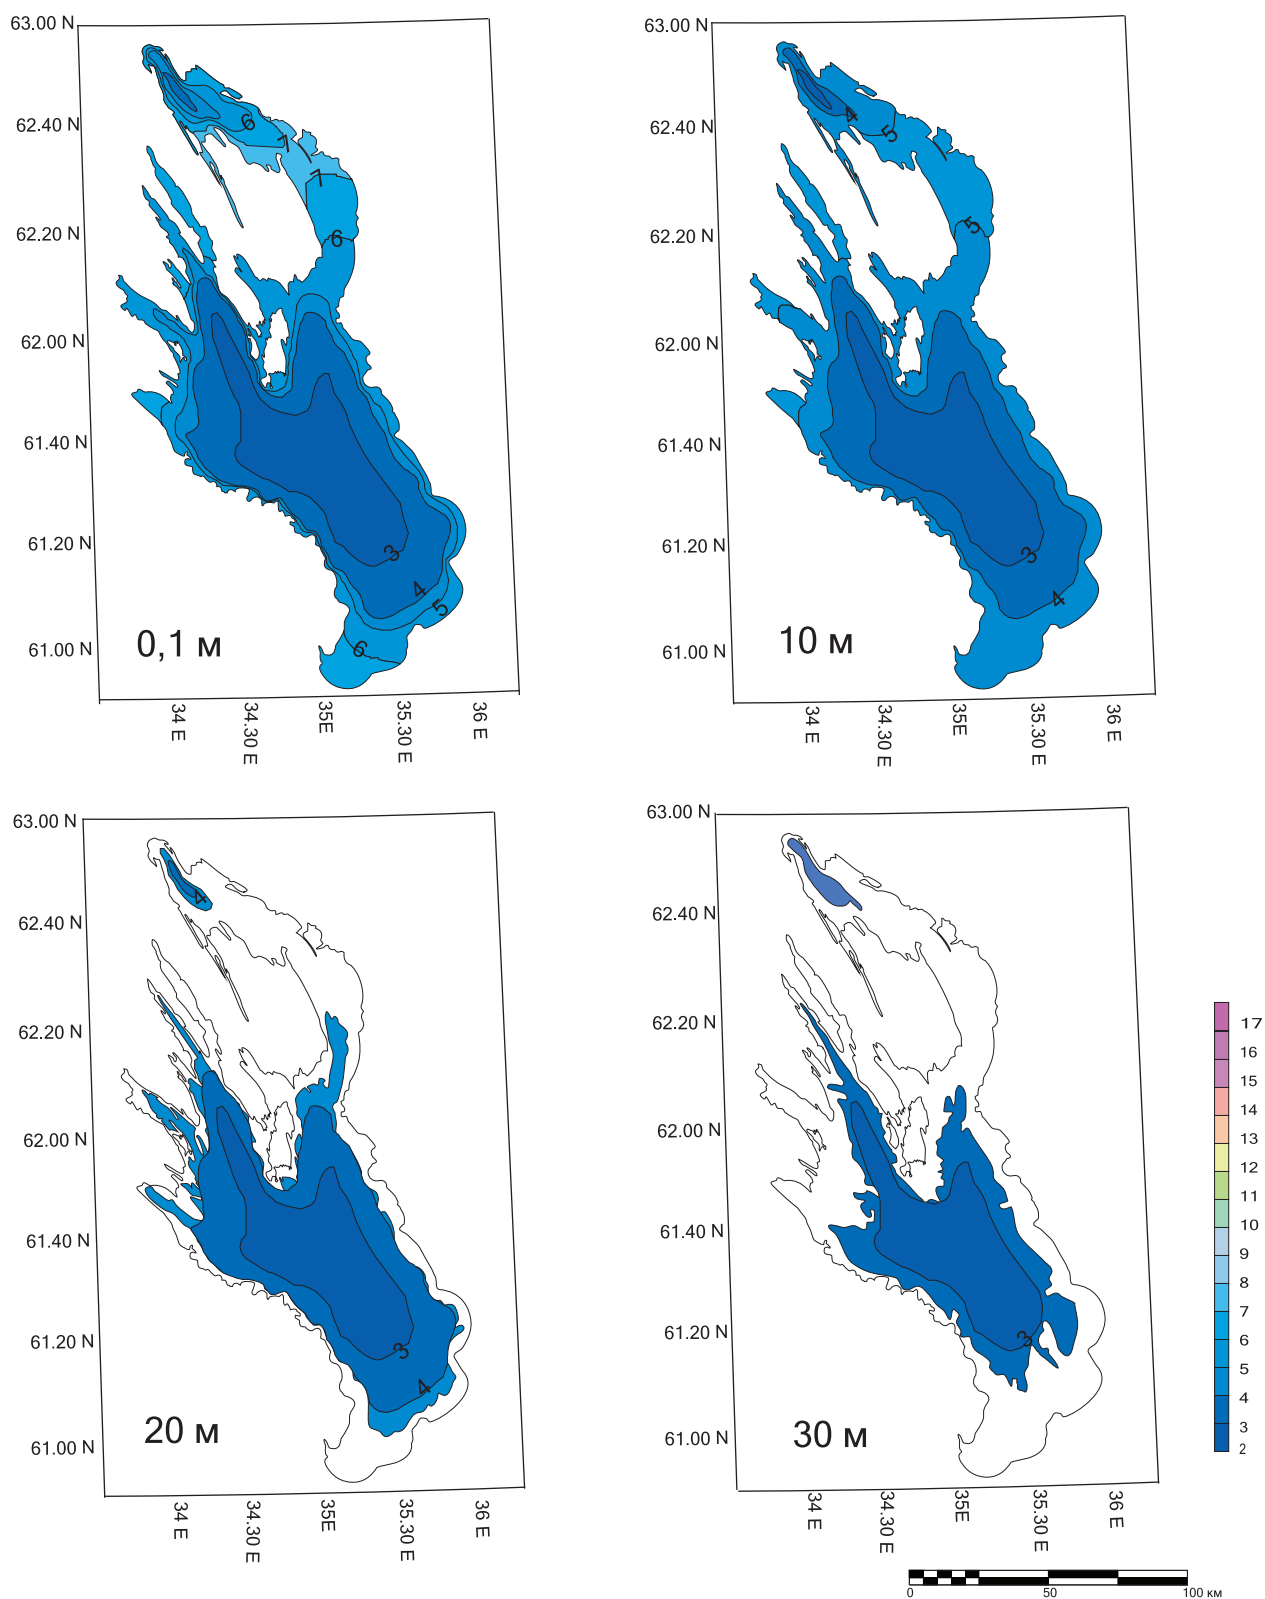 63.00 N
62.40 N
62.20 N
62.00 N
61.40 N
61.20 N
61.00 N
6
7
7
6
3
4
5
6
0,1 м
34 E
34.30 E
35E
35.30 E
36 E
63.00 N
62.40 N
62.20 N
62.00 N
61.40 N
61.20 N
61.00 N
4
5
5
3
4
10 м
34 E
34.30 E
35E
35.30 E
36 E
63.00 N
62.40 N
62.20 N
62.00 N
61.40 N
61.20 N
61.00 N
4
3
4
20 м
34 E
34.30 E
35E
35.30 E
36 E
63.00 N
62.40 N
62.20 N
62.00 N
61.40 N
61.20 N
61.00 N
3
30 м
34 E
34.30 E
35E
35.30 E
36 E
17
16
15
14
13
12
11
10
9
8
7
6
5
4
3
2
0 50 100 км